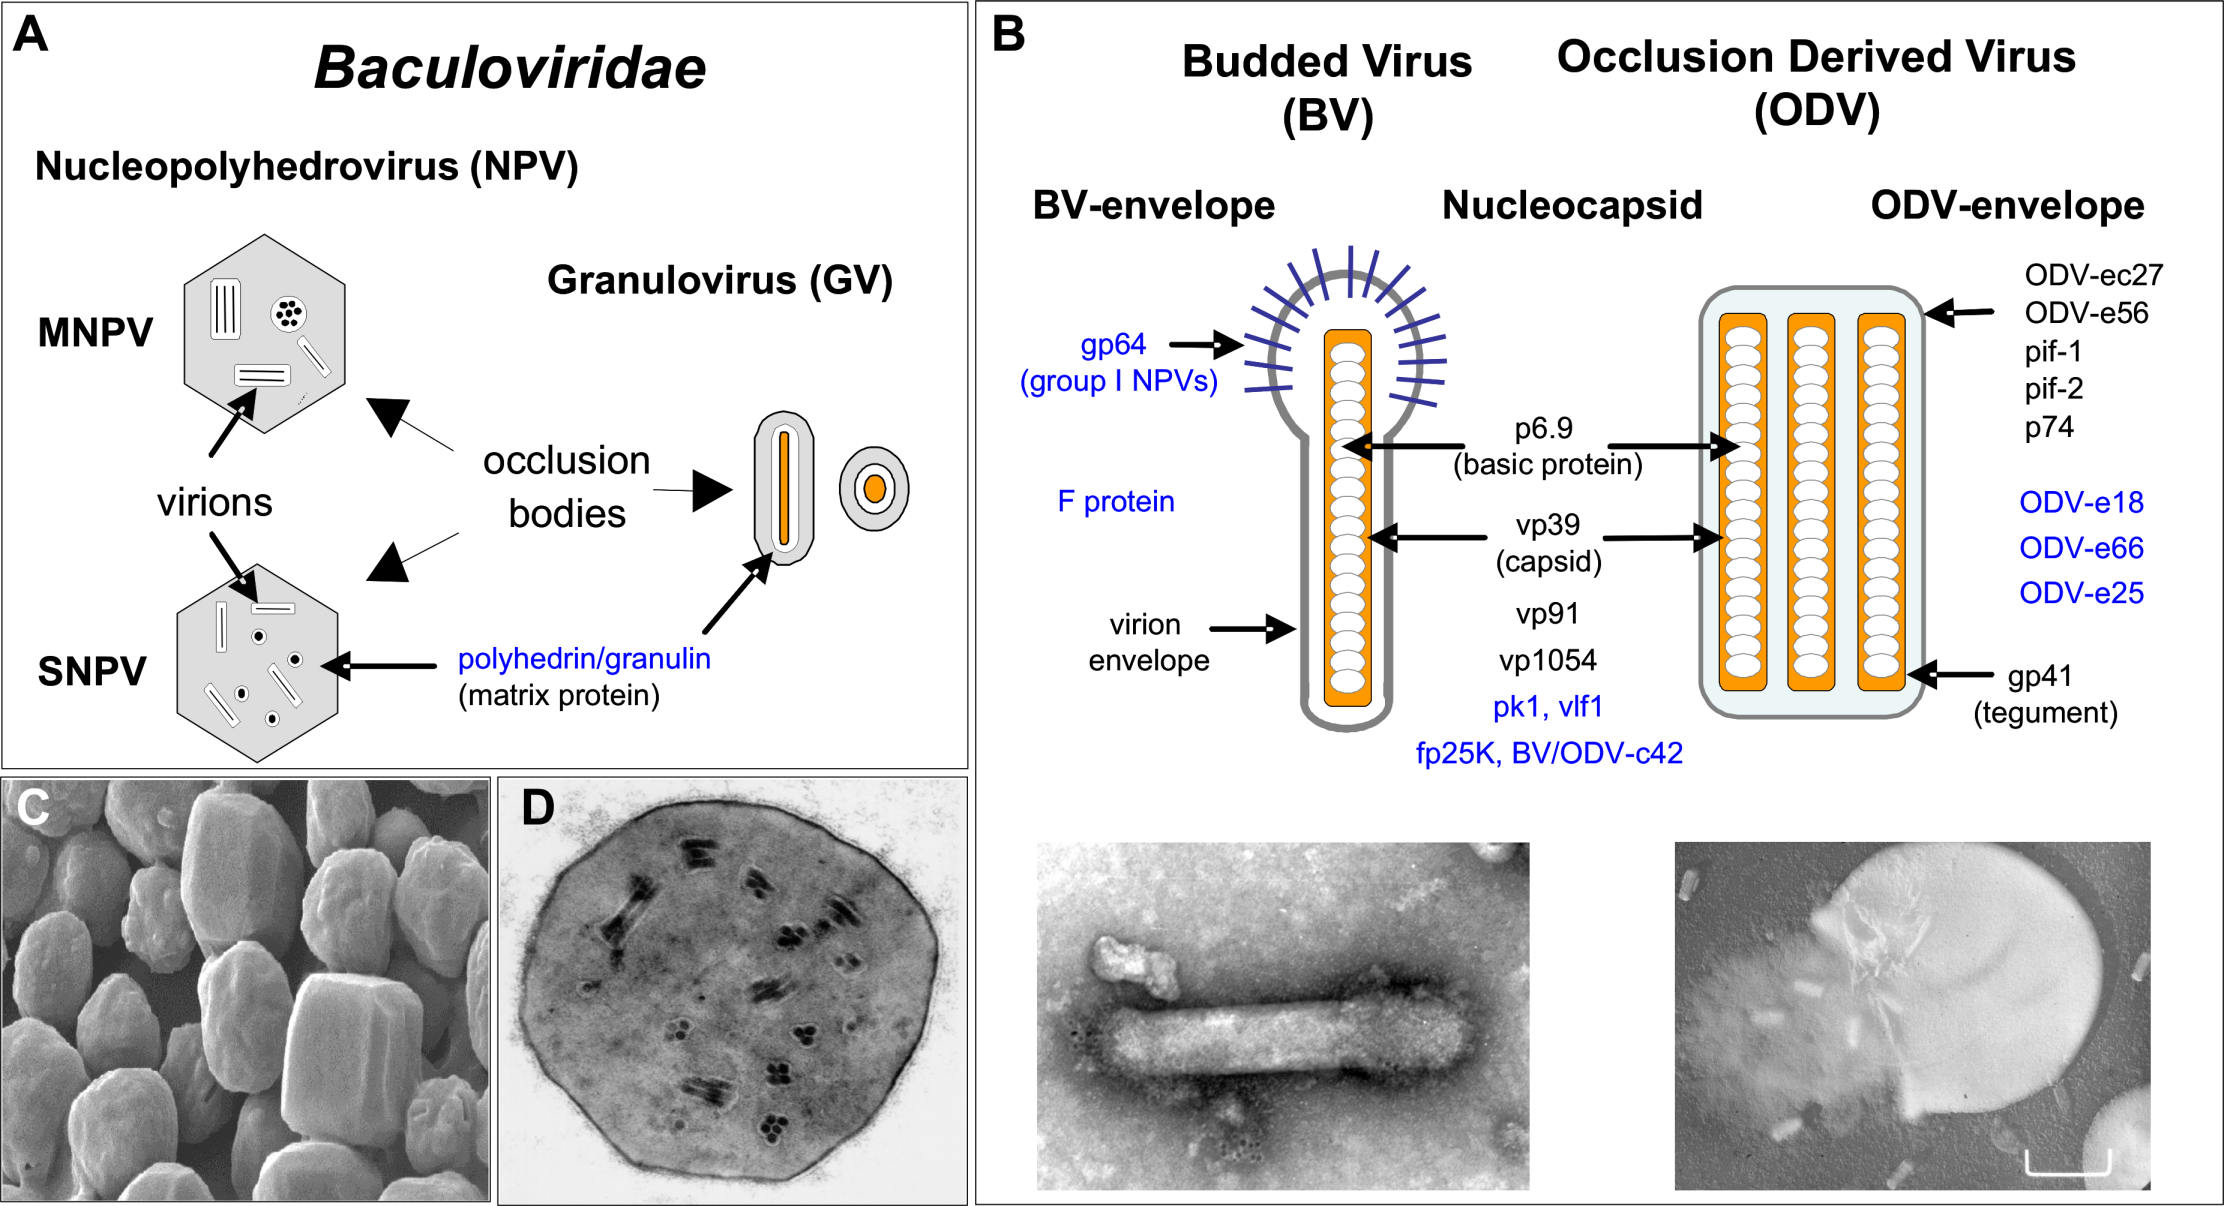 A
Baculoviridae
Nucleopolyhedrovirus (NPV)
Granulovirus (GV)
MNPV
occlusion
bodies
virions
SNPV
polyhedrin/granulin
(matrix protein)
B
Budded Virus
(BV)
Occlusion Derived Virus
(ODV)
BV-envelope
Nucleocapsid
ODV-envelope
gp64
(group I NPVs)
F protein
virion
envelope
p6.9
(basic protein)
vp39
(capsid)
vp91
vp1054
pk1, vlf1
fp25K, BV/ODV-c42
ODV-ec27
ODV-e56
pif-1
pif-2
p74
ODV-e18
ODV-e66
ODV-e25
gp41
(tegument)
C
D